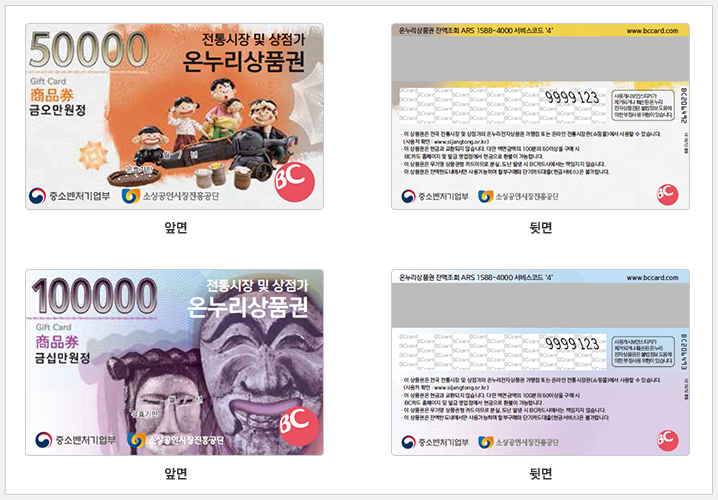 50000
전통시장 및 상점가
온누리상품권
Gift Card
商品券
금오만원정
월 / 년
유효기한
중소벤처기업부
소상공인시장진흥공단
BC
앞면
온누리상품권 잔액조회 ARS 1588-4000 서비스코드 '4'
www.bccard.com
9999123
BC206492
· 이 상품권은 전국 전통시장 및 상점가의 온누리전자상품권 가맹점 또는 온라인 전통시장관(쇼핑몰)에서 사용할 수 있습니다.
(사용처 확인 : www.sijangtong.or.kr)
· 이 상품권은 현금과 교환되지 않습니다. 다만 액면금액의 100분의 60이상을 구매 시
BC카드 홈페이지 및 발급 영업점에서 현금으로 환불이 가능합니다.
· 이 상품권은 무기명 상품권형 카드이므로 분실, 도난 발생 시 BC카드사에서는 책임지지 않습니다.
· 이 상품권은 잔액한도내에서만 사용가능하며 할부구매와 단기카드대출(현금서비스)은 불가합니다.
중소벤처기업부
소상공인시장진흥공단
BC
뒷면
100000
전통시장 및 상점가
온누리상품권
Gift Card
商品券
금십만원정
월 / 년
유효기한
중소벤처기업부
소상공인시장진흥공단
BC
앞면
온누리상품권 잔액조회 ARS 1588-4000 서비스코드 '4'
www.bccard.com
9999123
BC206493
· 이 상품권은 전국 전통시장 및 상점가의 온누리전자상품권 가맹점 또는 온라인 전통시장관(쇼핑몰)에서 사용할 수 있습니다.
(사용처 확인 : www.sijangtong.or.kr)
· 이 상품권은 현금과 교환되지 않습니다. 다만 액면금액의 100분의 60이상을 구매 시
BC카드 홈페이지 및 발급 영업점에서 현금으로 환불이 가능합니다.
· 이 상품권은 무기명 상품권형 카드이므로 분실, 도난 발생 시 BC카드사에서는 책임지지 않습니다.
· 이 상품권은 잔액한도내에서만 사용가능하며 할부구매와 단기카드대출(현금서비스)은 불가합니다.
중소벤처기업부
소상공인시장진흥공단
BC
뒷면